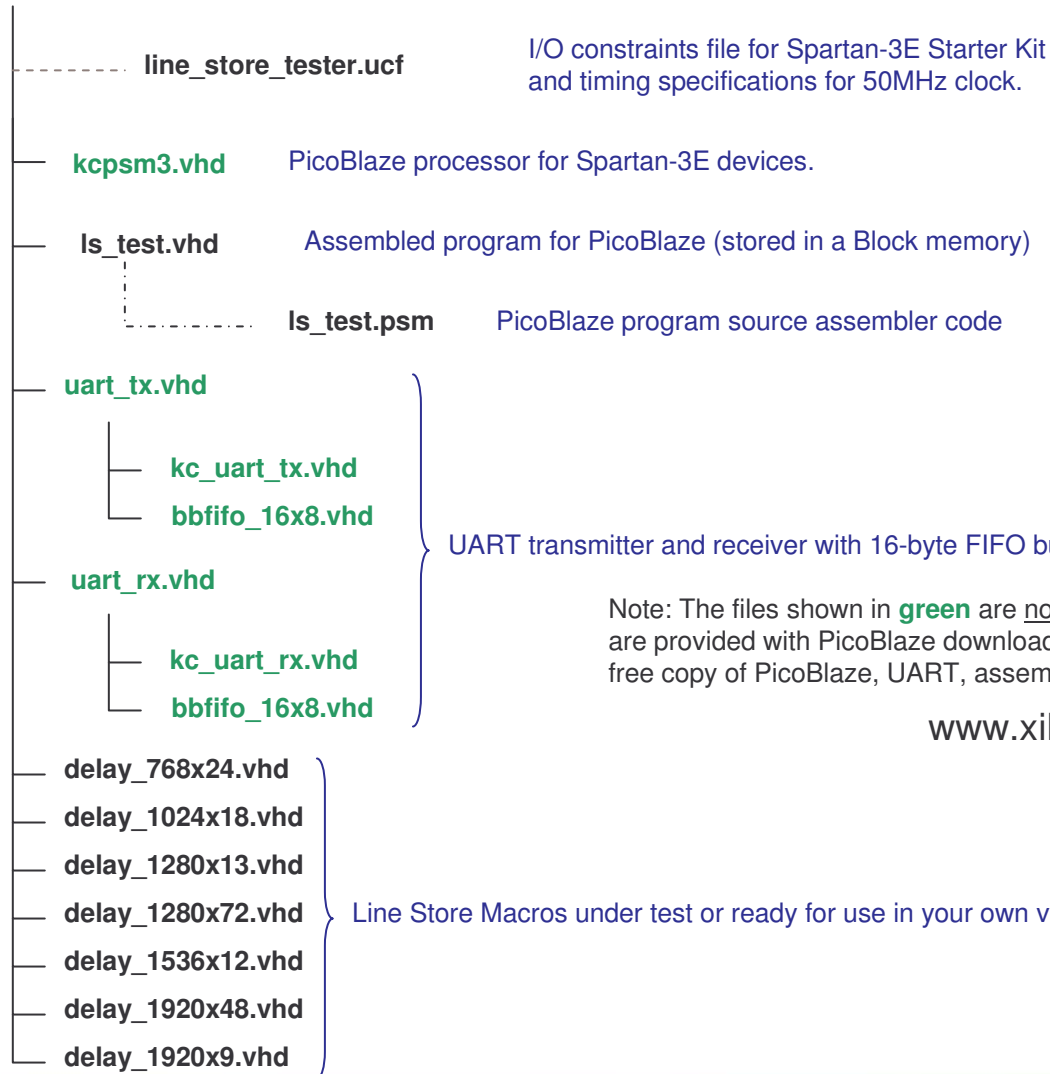 line_store_tester.ucf
I/O constraints file for Spartan-3E Starter Kit
and timing specifications for 50MHz clock.
kcpsm3.vhd
PicoBlaze processor for Spartan-3E devices.
ls_test.vhd
Assembled program for PicoBlaze (stored in a Block memory)
ls_test.psm
PicoBlaze program source assembler code
uart_tx.vhd
kc_uart_tx.vhd
bbfifo_16x8.vhd
UART transmitter and receiver with 16-byte FIFO
uart_rx.vhd
Note: The files shown in green are
are provided with PicoBlaze
kc_uart_rx.vhd
free copy of PicoBlaze, UART,
bbfifo_16x8.vhd
delay_768x24.vhd
delay_1024x18.vhd
delay_1280x13.vhd
delay_1280x72.vhd
Line Store Macros under test or ready for use in your own
delay_1536x12.vhd
delay_1920x48.vhd
delay_1920x9.vhd